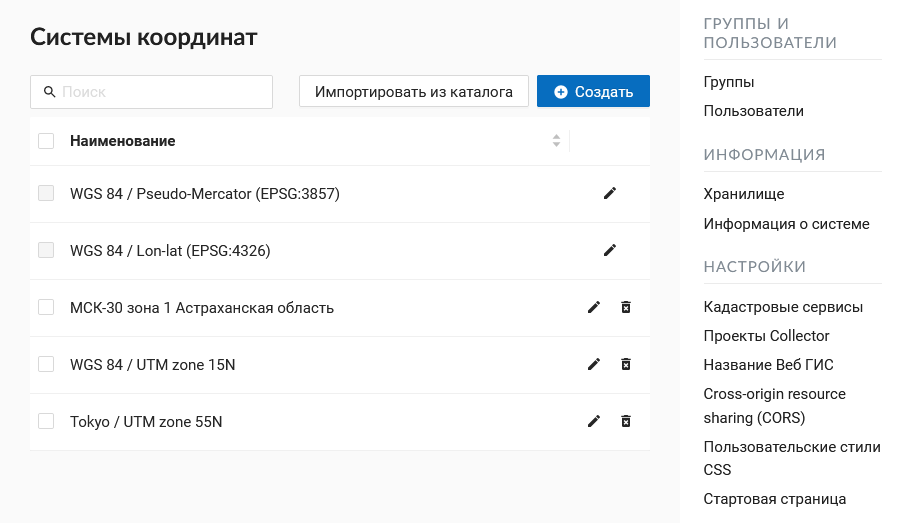 Системы координат
Поиск
Импортировать из каталога
Создать
Наименование
WGS 84 / Pseudo-Mercator (EPSG:3857)
WGS 84 / Lon-lat (EPSG:4326)
МСК-30 зона 1 Астраханская область
WGS 84 / UTM zone 15N
Tokyo / UTM zone 55N
ГРУППЫ И
ПОЛЬЗОВАТЕЛИ
Группы
Пользователи
ИНФОРМАЦИЯ
Хранилище
Информация о системе
НАСТРОЙКИ
Кадастровые сервисы
Проекты Collector
Название Веб ГИС
Cross-origin resource
sharing (CORS)
Пользовательские стили
CSS
Стартовая страница